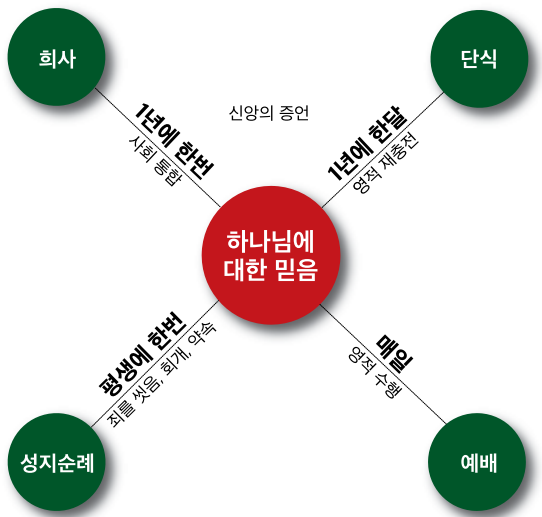 희사
단식
신앙의 증언
1년에 한번
사회 통합
1년에 한달
영적 재충전
하나님에
대한 믿음
평생에 한번
죄를 씻음, 회개, 약속
매일
영적 수행
성지순례
예배